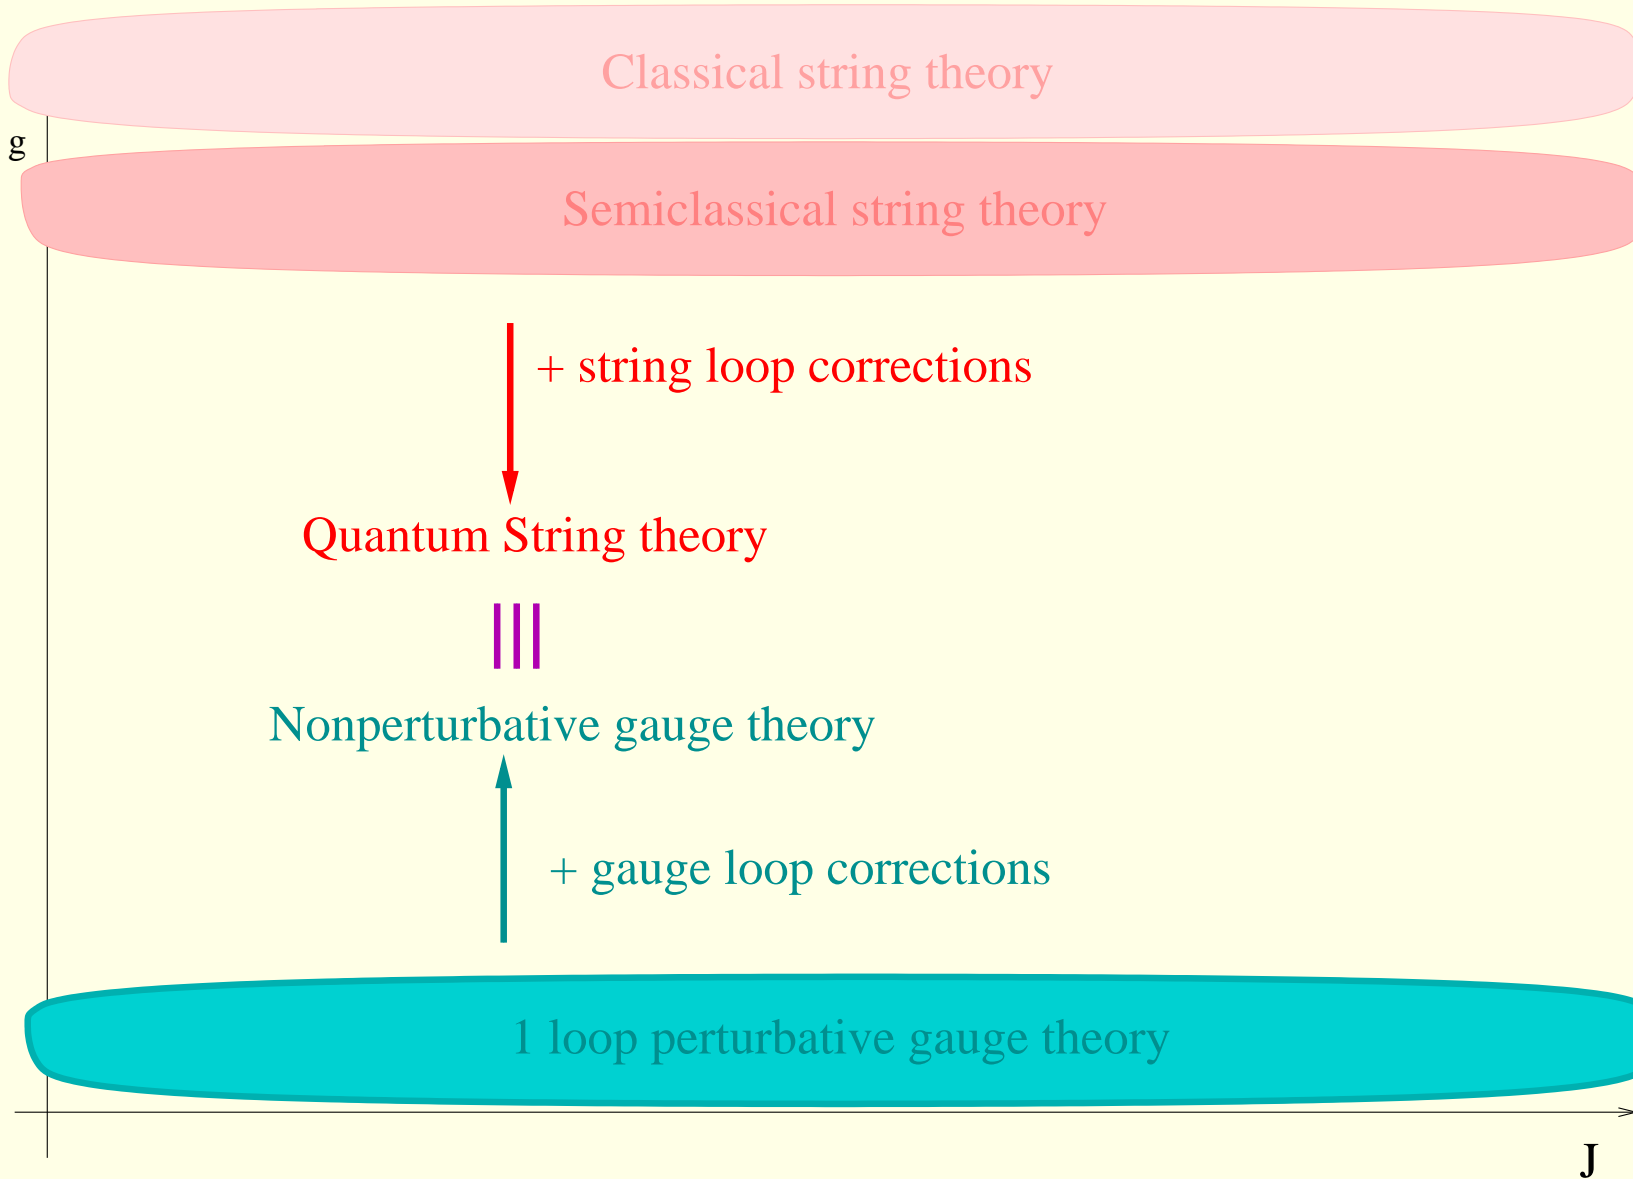 Classical string theory
g
Semiclassical string theory
+ string loop corrections
Quantum String theory
Nonperturbative gauge theory
+ gauge loop corrections
1 loop perturbative gauge theory
J